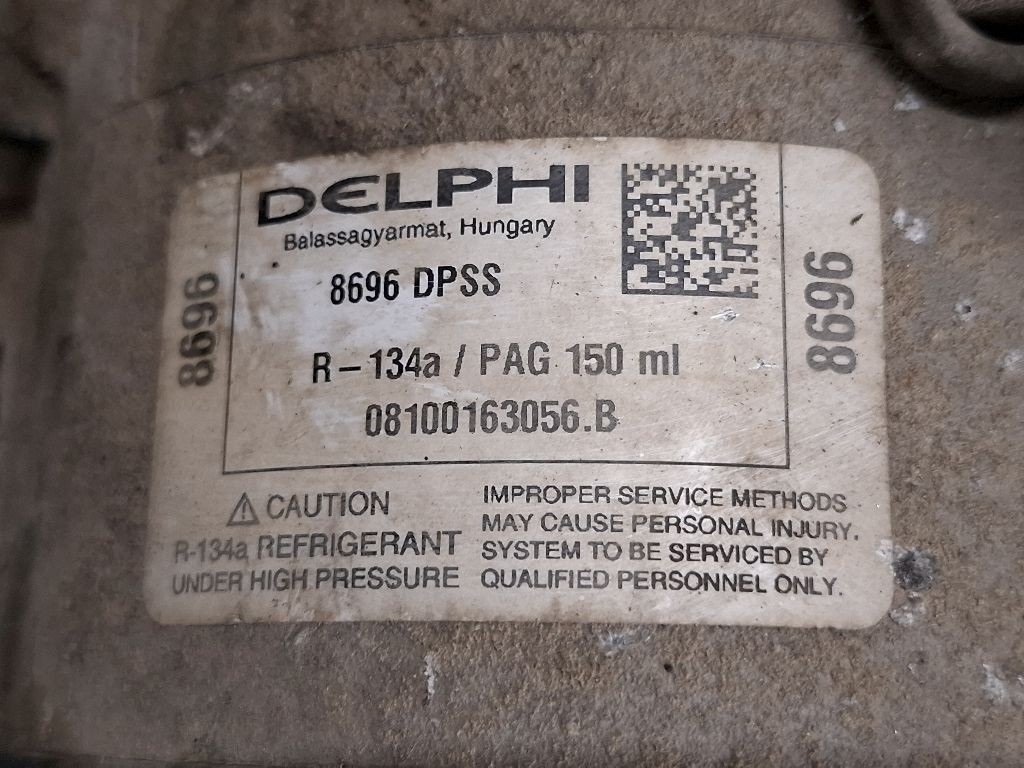 DELPHI
Balassagyarmat, Hungary
8696 DPSS
8696
8696
R-134a / PAG 150 ml
08100163056.B
CAUTION
R-134a REFRIGERANT
UNDER HIGH PRESSURE
IMPROPER SERVICE METHODS
MAY CAUSE PERSONAL INJURY.
SYSTEM TO BE SERVICED BY
QUALIFIED PERSONNEL ONLY.